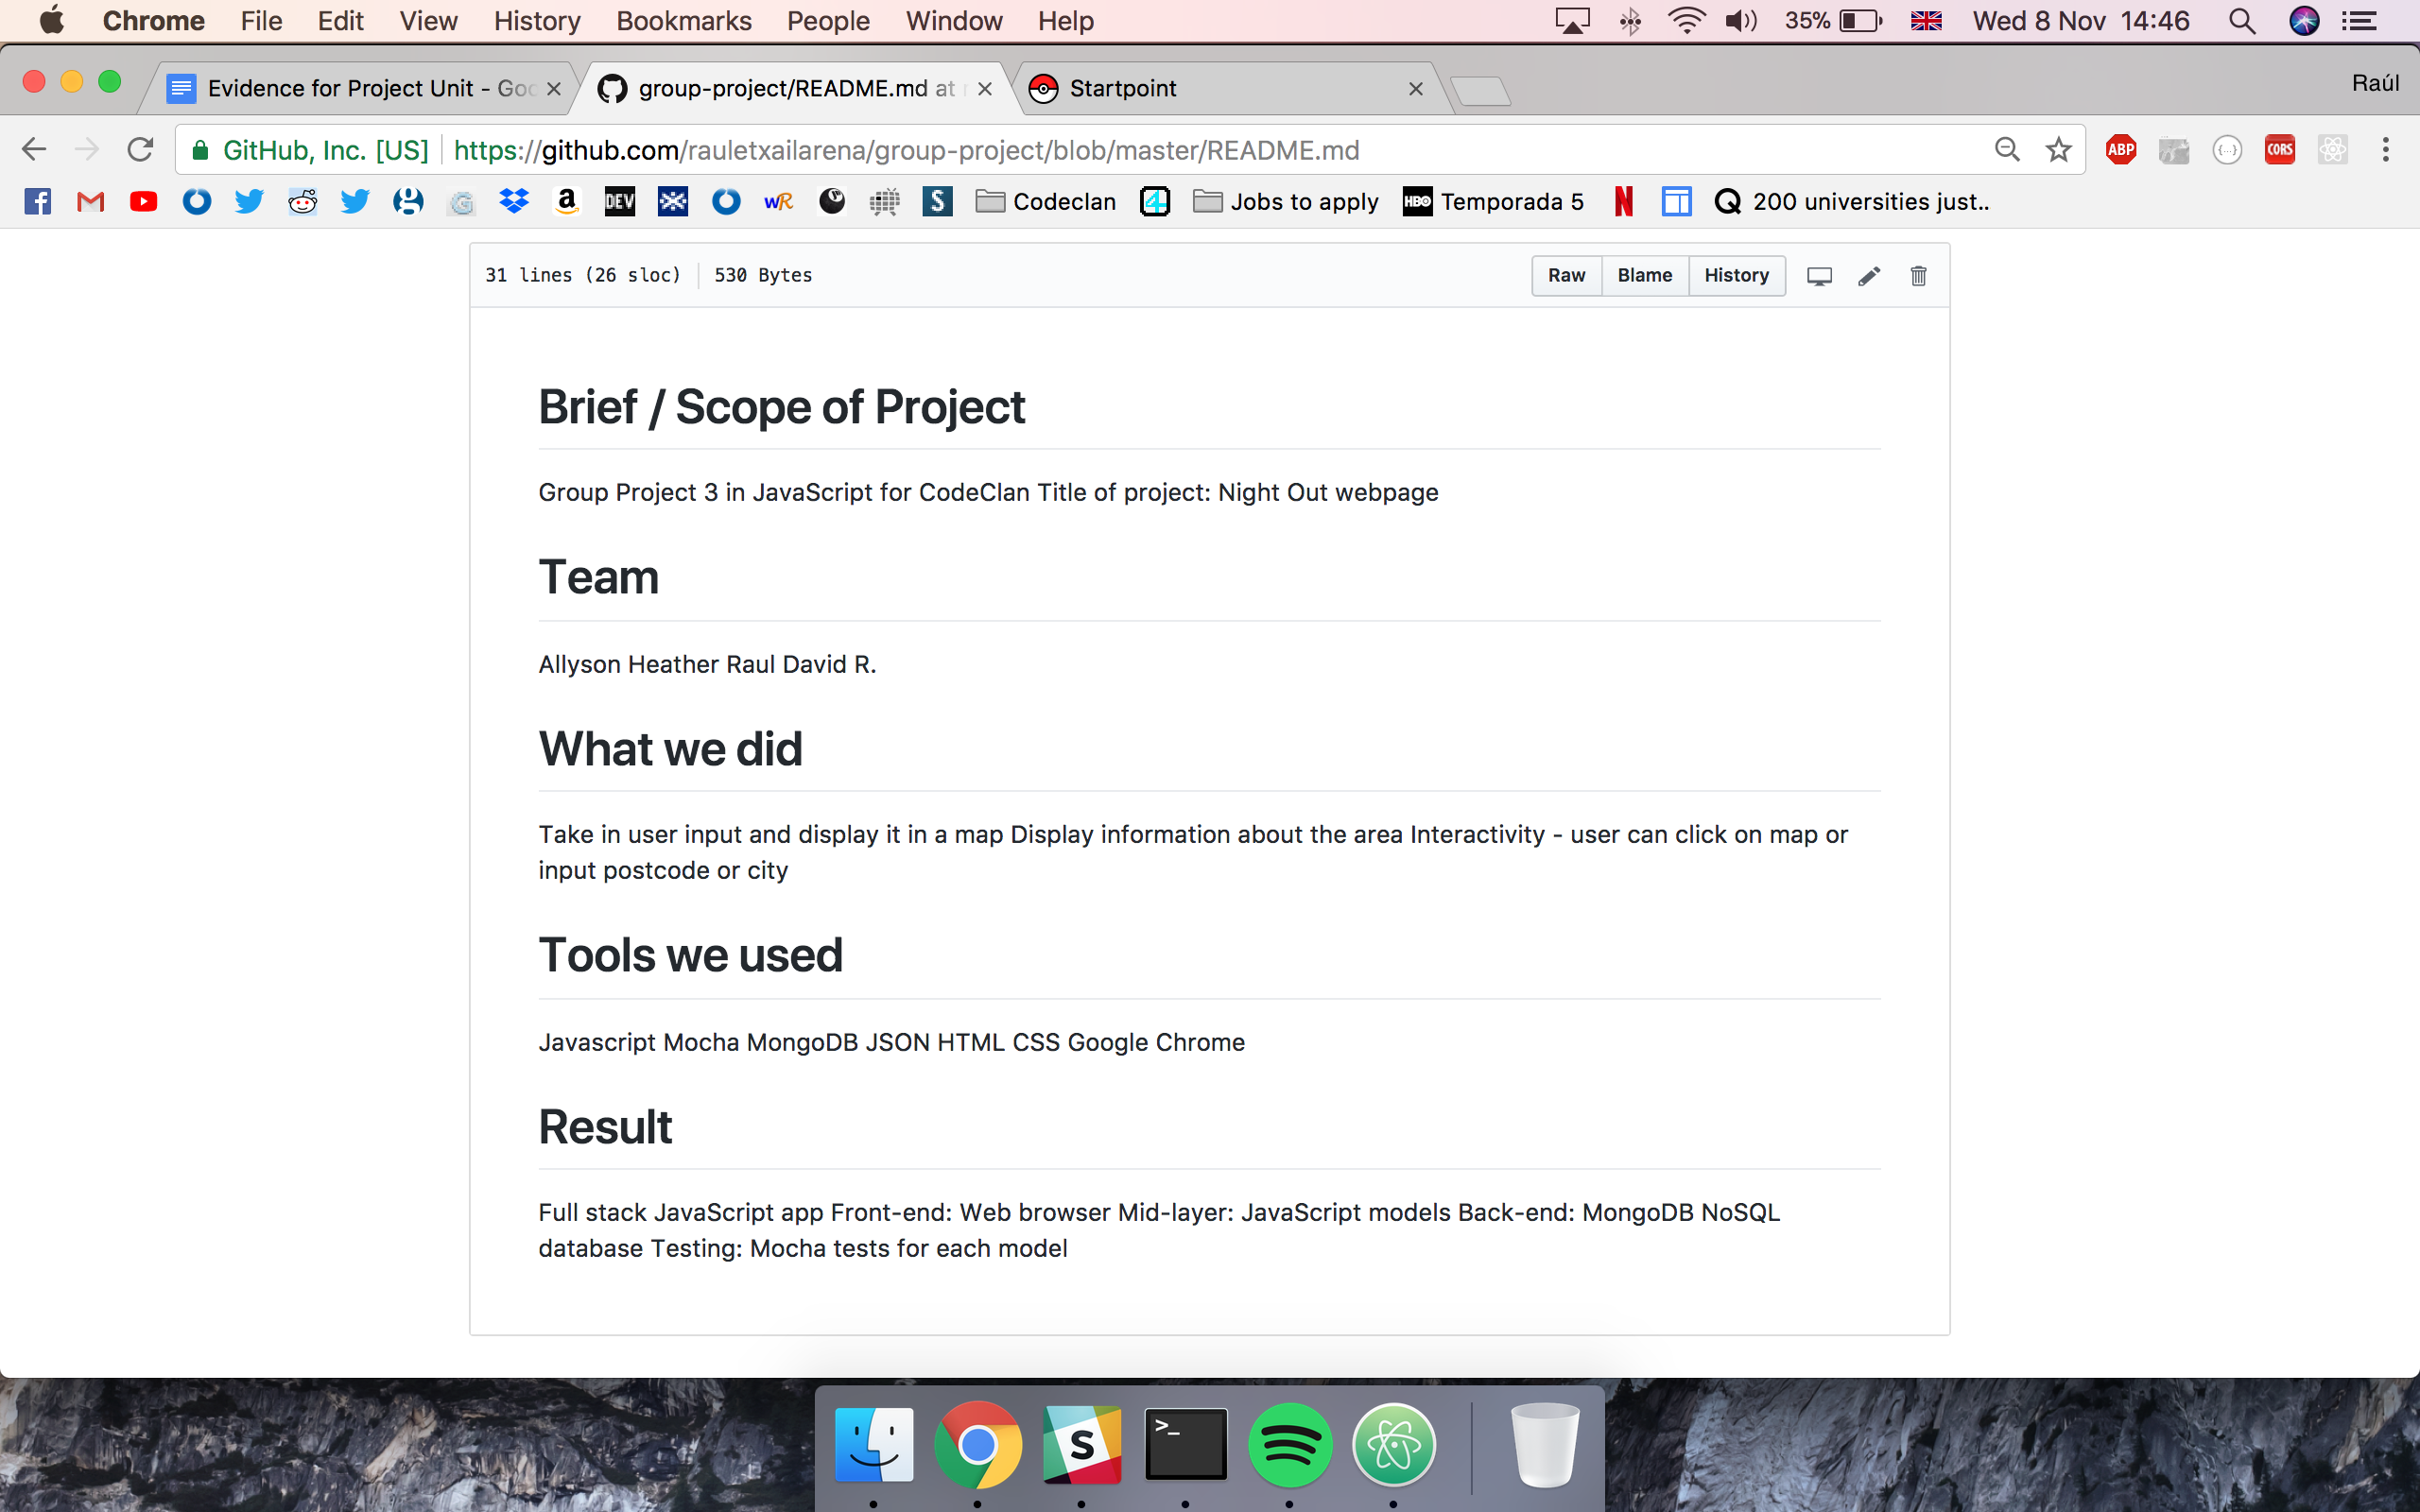 Chrome File Edit View History Bookmarks People Window Help 35% Wed 8 Nov 14:46
Evidence for Project Unit - Goo group-project/README.md at Startpoint Raúl
GitHub, Inc. [US] https://github.com/rauletxailarena/group-project/blob/master/README.md ABP {...} CORS
amazon DEV wR S Codeclan 4 Jobs to apply HBO Temporada 5 N 200 universities just..
31 lines (26 sloc) 530 Bytes Raw Blame History
Brief / Scope of Project
Group Project 3 in JavaScript for CodeClan Title of project: Night Out webpage
Team
Allyson Heather Raul David R.
What we did
Take in user input and display it in a map Display information about the area Interactivity - user can click on map or
input postcode or city
Tools we used
Javascript Mocha MongoDB JSON HTML CSS Google Chrome
Result
Full stack JavaScript app Front-end: Web browser Mid-layer: JavaScript models Back-end: MongoDB NoSQL
database Testing: Mocha tests for each model
S >_